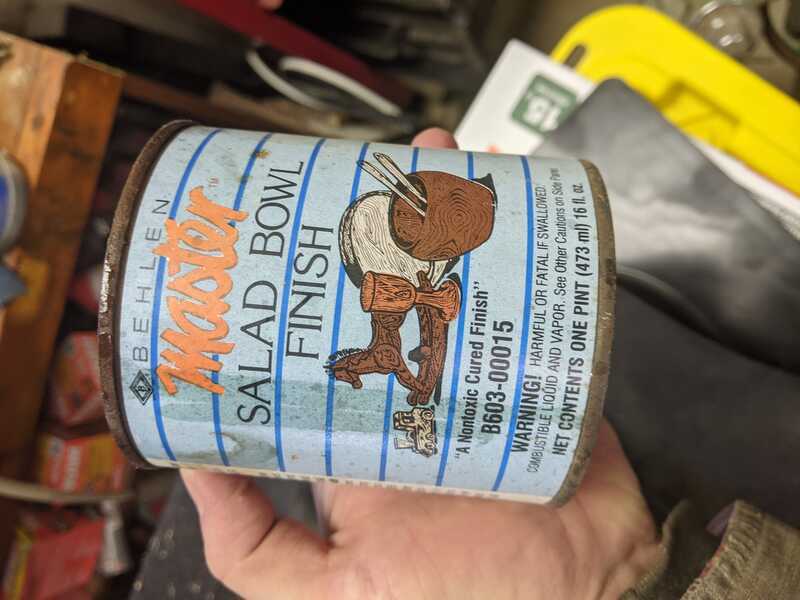 BEHLEN
master™
SALAD BOWL
FINISH
"A Nontoxic Cured Finish"
B603-00015
WARNING! HARMFUL OR FATAL IF SWALLOWED:
COMBUSTIBLE LIQUID AND VAPOR. See Other Cautions on Side Panel
NET CONTENTS ONE PINT (473 ml) 16 fl. oz.
15